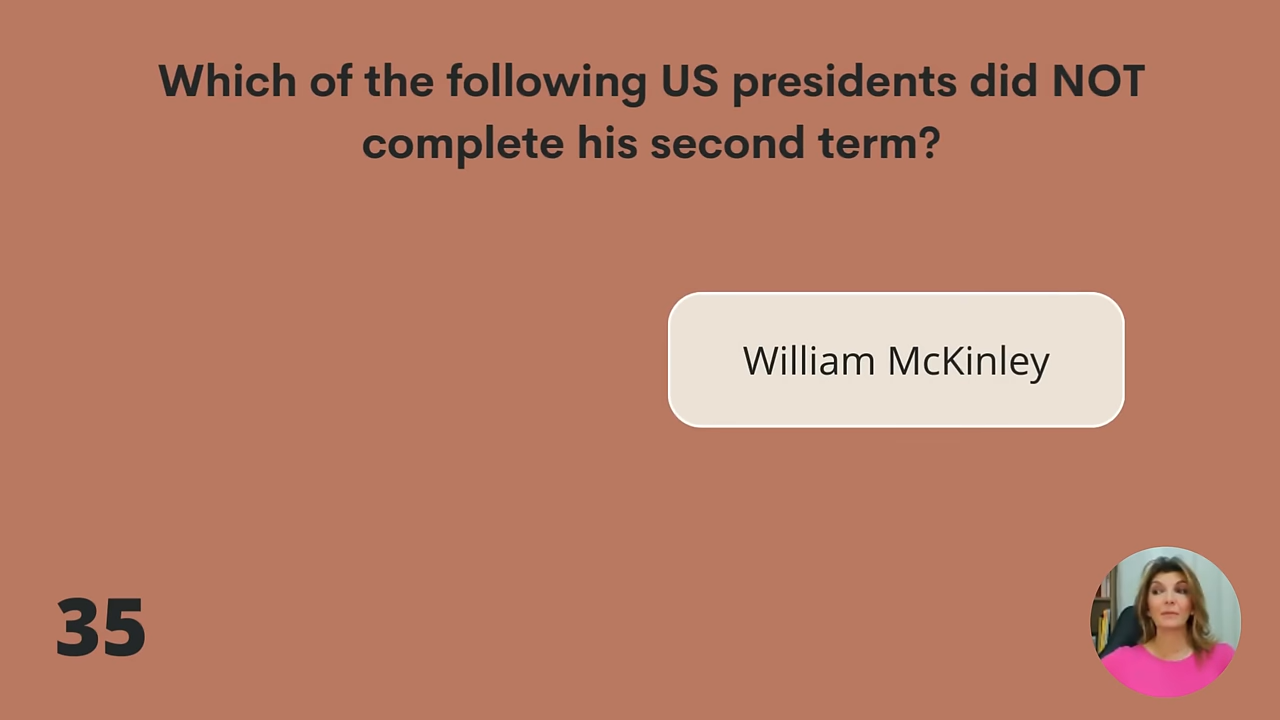 Which of the following US presidents did NOT
complete his second term?
William McKinley
35